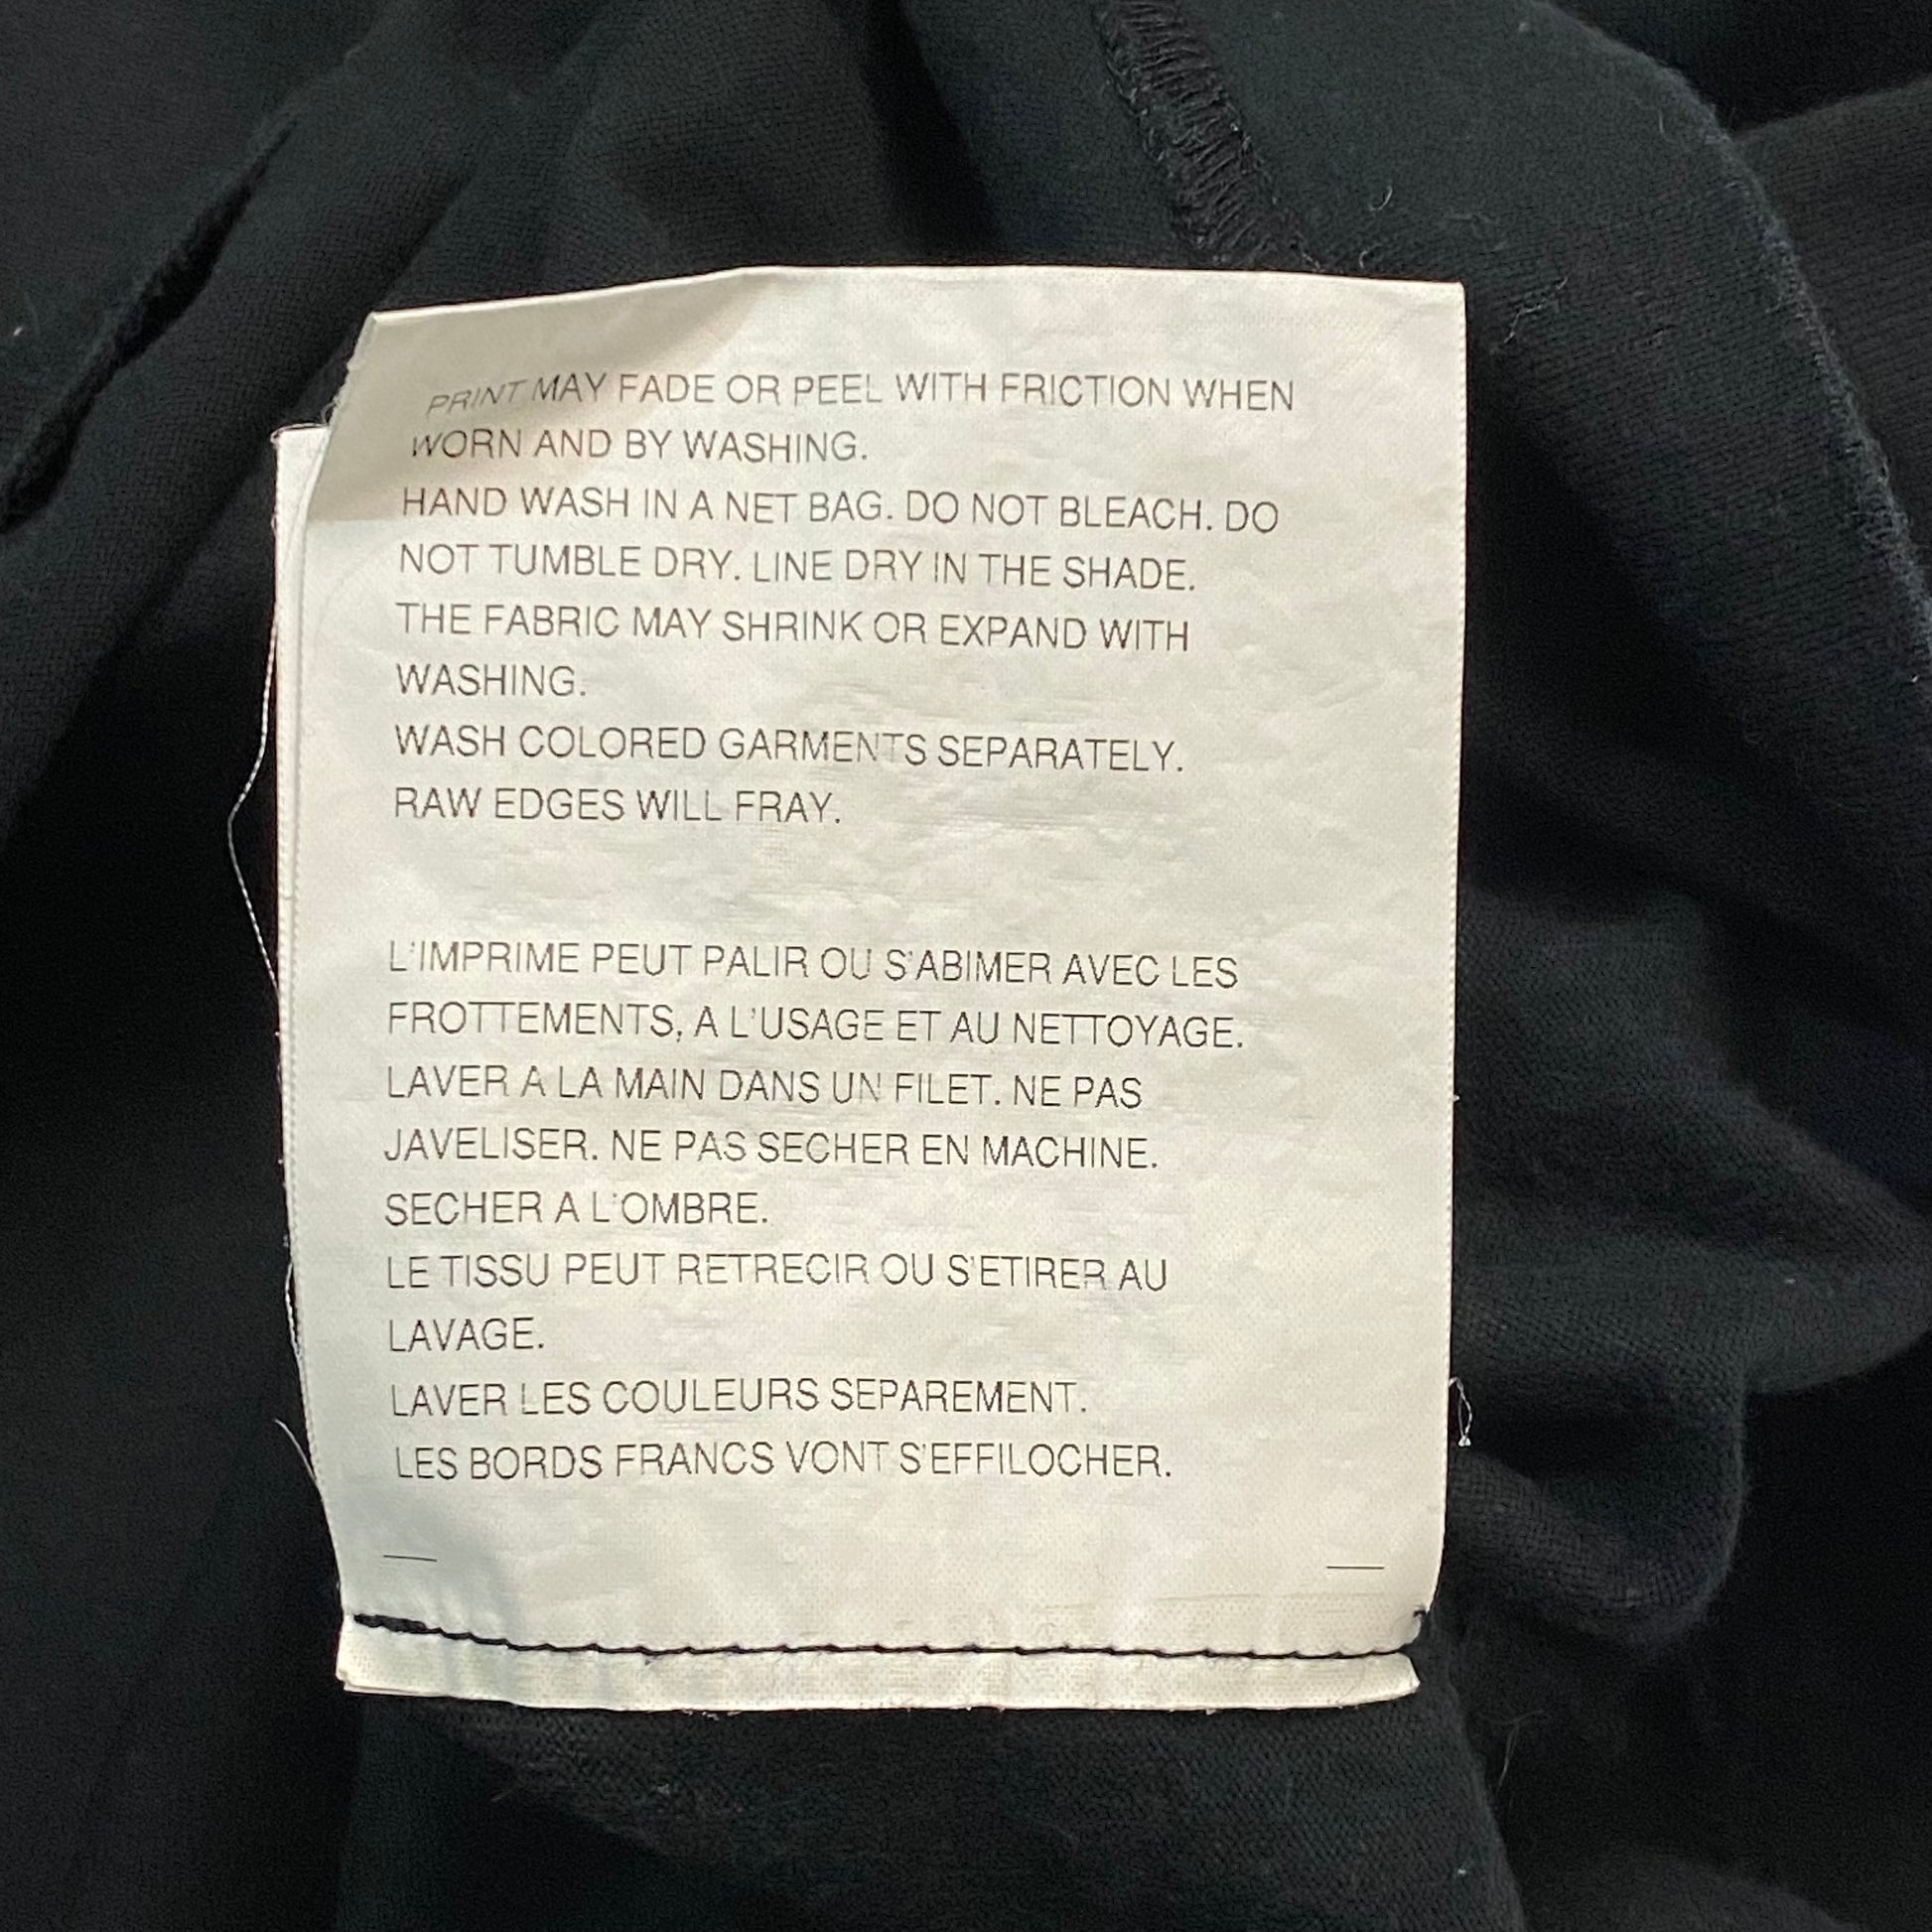 PRINT MAY FADE OR PEEL WITH FRICTION WHEN
WORN AND BY WASHING.
HAND WASH IN A NET BAG. DO NOT BLEACH. DO
NOT TUMBLE DRY. LINE DRY IN THE SHADE.
THE FABRIC MAY SHRINK OR EXPAND WITH
WASHING.
WASH COLORED GARMENTS SEPARATELY.
RAW EDGES WILL FRAY.
L'IMPRIME PEUT PALIR OU S'ABIMER AVEC LES
FROTTEMENTS, A L'USAGE ET AU NETTOYAGE.
LAVER A LA MAIN DANS UN FILET. NE PAS
JAVELISER. NE PAS SECHER EN MACHINE.
SECHER A L'OMBRE.
LE TISSU PEUT RETRECIR OU S'ETIRER AU
LAVAGE.
LAVER LES COULEURS SEPAREMENT.
LES BORDS FRANCS VONT S'EFFILOCHER.